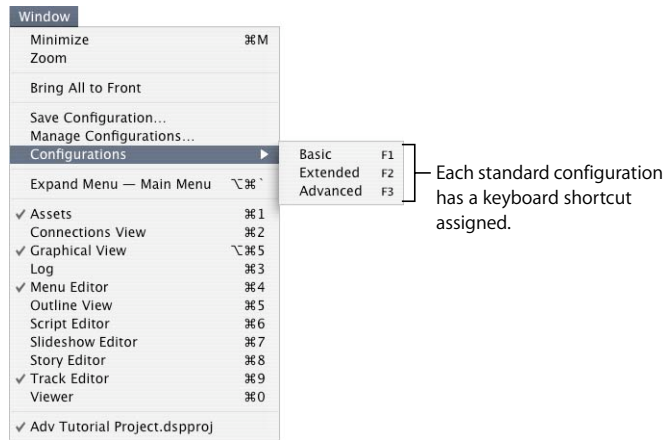 Window
Minimize ⌘M
Zoom
Bring All to Front
Save Configuration...
Manage Configurations...
Configurations
Basic F1
Extended F2
Advanced F3
Each standard configuration
has a keyboard shortcut
assigned.
Expand Menu — Main Menu ⌥⌘`
✓ Assets ⌘1
Connections View ⌘2
✓ Graphical View ⌥⌘5
Log ⌘3
✓ Menu Editor ⌘4
Outline View ⌘5
Script Editor ⌘6
Slideshow Editor ⌘7
Story Editor ⌘8
✓ Track Editor ⌘9
Viewer ⌘0
✓ Adv Tutorial Project.dspproj